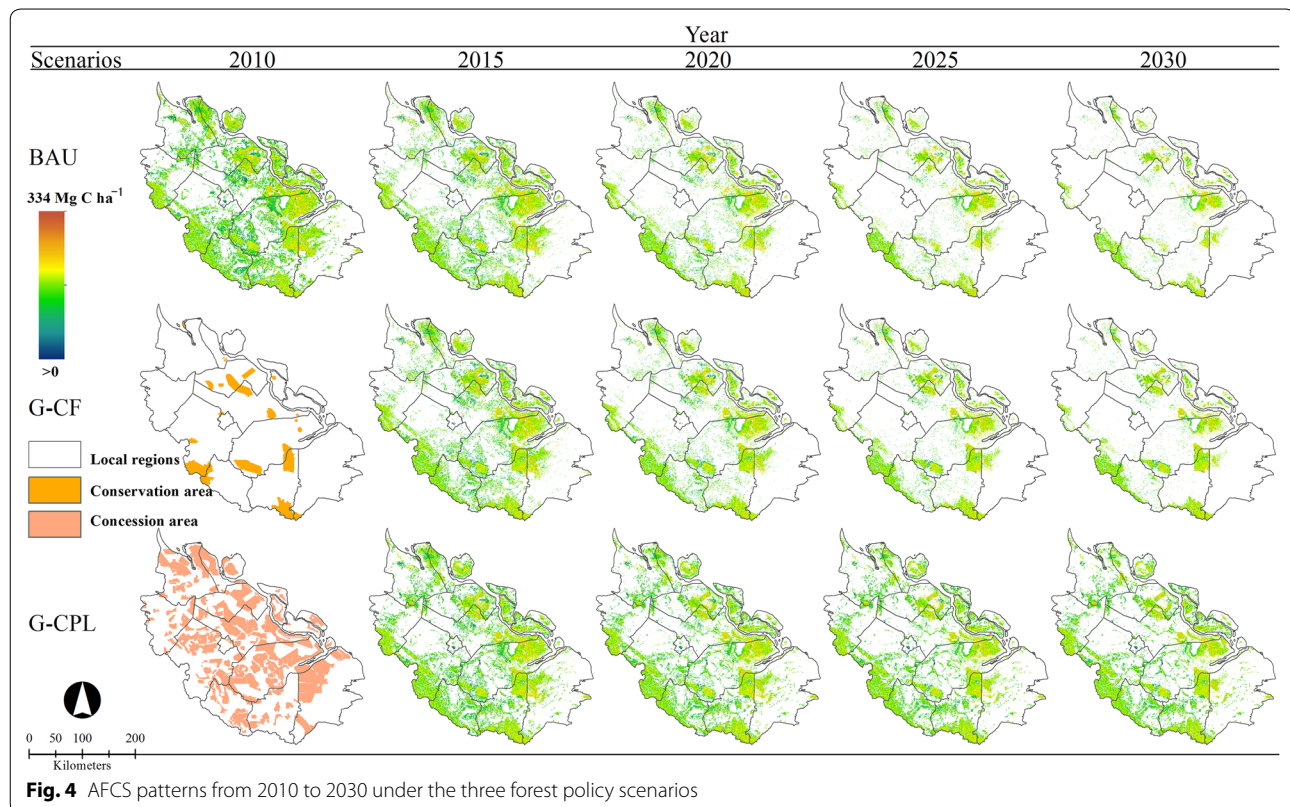 Year
Scenarios 2010 2015 2020 2025 2030
BAU
334 Mg C ha⁻¹
>0
G-CF
Local regions
Conservation area
Concession area
G-CPL
0 50 100 200
Kilometers
Fig. 4 AFCS patterns from 2010 to 2030 under the three forest policy scenarios